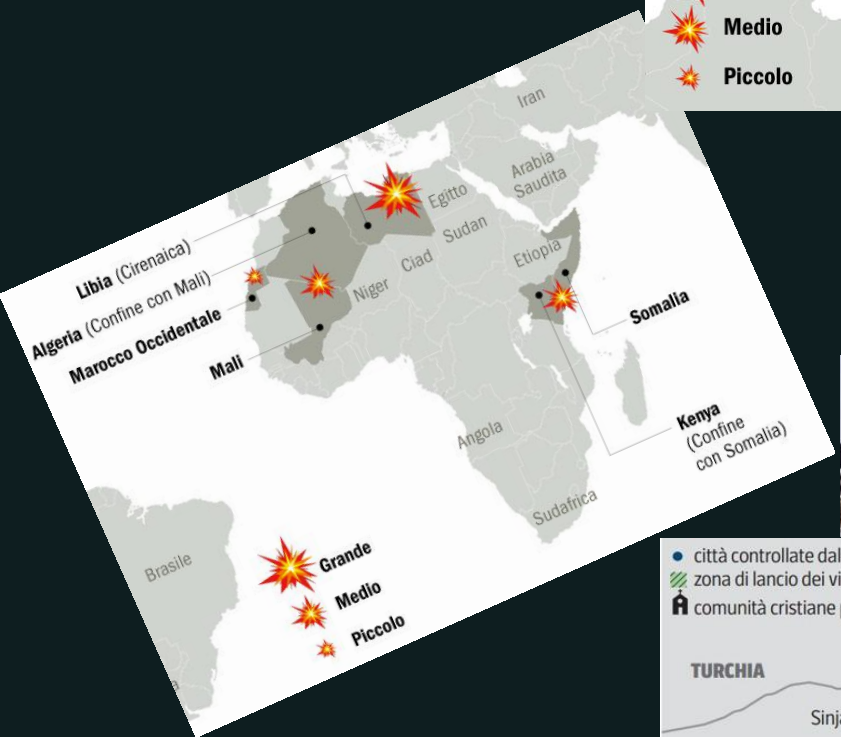 Medio
Piccolo
Iran
Arabia
Saudita
Egitto
Sudan
Ciad
Niger
Etiopia
Libia (Cirenaica)
Algeria (Confine con Mali)
Marocco Occidentale
Mali
Somalia
Kenya
(Confine
con Somalia)
Angola
Sudafrica
Brasile
Grande
Medio
Piccolo
città controllate dal
zona di lancio dei vi
comunità cristiane p
TURCHIA
Sinja